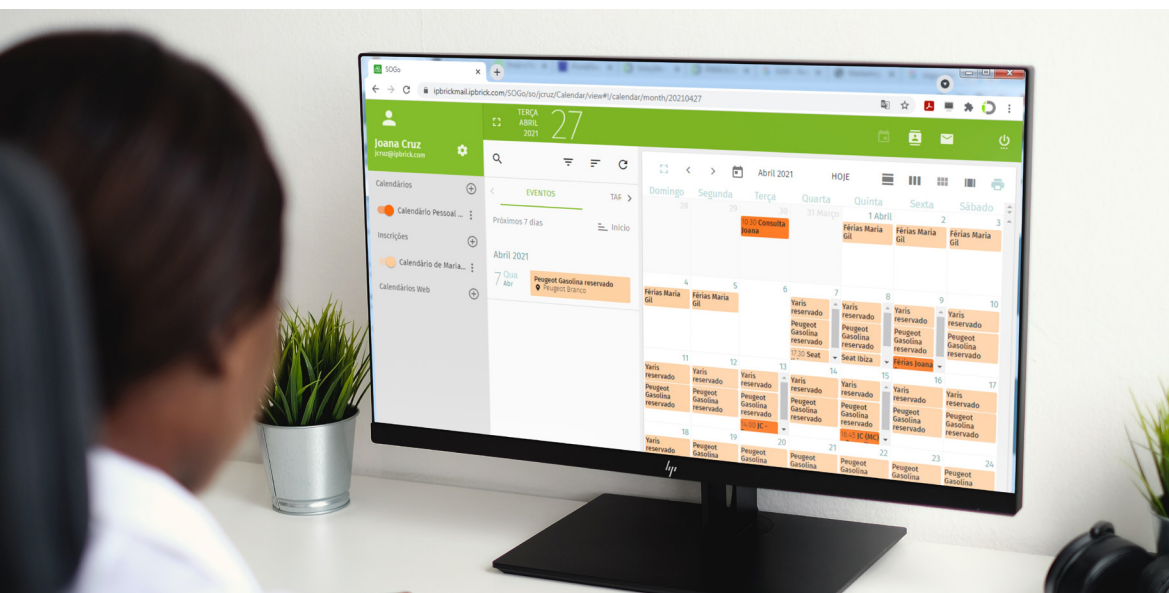 SOGo
ipbrickmail.ipbrick.com/SOGo/so/jcruz/Calendar/view#!/calendar/month/20210427
TERÇA
ABRIL
2021
27
Joana Cruz
jcruz@ipbrick.com
Calendários
Calendário Pessoal ...
Inscrições
Calendário de Maria...
Calendários Web
EVENTOS
TAF
Próximos 7 dias
Início
Abril 2021
7 Qua
Abr
Peugeot Gasolina reservado
Peugeot Branco
Abril 2021
HOJE
Domingo Segunda Terça Quarta Quinta Sexta Sábado
28 29 30 31 Março 1 Abril 2 3
10:30 Consulta
Joana
Férias Maria
Gil
Férias Maria
Gil
Férias Maria
Gil
4 5 6 7 8 9 10
Férias Maria
Gil
Férias Maria
Gil
Yaris
reservado
Peugeot
Gasolina
reservado
17:30 Seat
Yaris
reservado
Peugeot
Gasolina
reservado
Seat Ibiza
Yaris
reservado
Peugeot
Gasolina
reservado
Férias Joana
Yaris
reservado
Peugeot
Gasolina
reservado
11 12 13 14 15 16 17
Yaris
reservado
Peugeot
Gasolina
reservado
Yaris
reservado
Peugeot
Gasolina
reservado
Yaris
reservado
Peugeot
Gasolina
reservado
JC -
Yaris
reservado
Peugeot
Gasolina
reservado
Yaris
reservado
Peugeot
Gasolina
reservado
JC (MC)
Yaris
reservado
Peugeot
Gasolina
reservado
Yaris
reservado
Peugeot
Gasolina
reservado
18 19 20 21 22 23 24
Yaris
reservado
Peugeot
Gasolina
Peugeot
Gasolina
Peugeot
Gasolina
Peugeot
Gasolina
Peugeot
Gasolina
Peugeot
Gasolina
hp